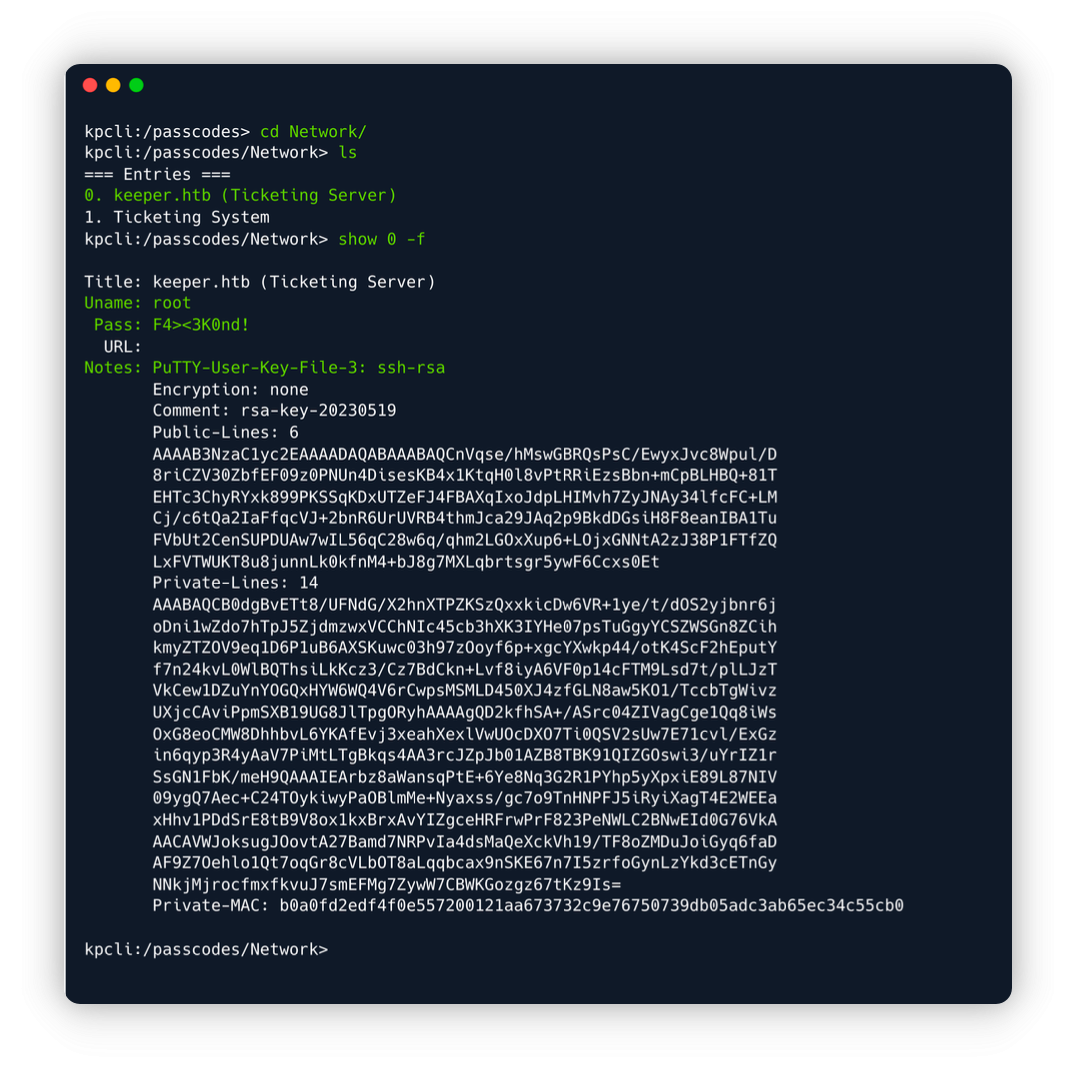 kpcli:/passcodes> cd Network/
kpcli:/passcodes/Network> ls
=== Entries ===
0. keeper.htb (Ticketing Server)
1. Ticketing System
kpcli:/passcodes/Network> show 0 -f
Title: keeper.htb (Ticketing Server)
Uname: root
Pass: F4><3K0nd!
URL:
Notes: PuTTY-User-Key-File-3: ssh-rsa
Encryption: none
Comment: rsa-key-20230519
Public-Lines: 6
AAAAB3NzaC1yc2EAAAADAQABAAABAQCnVqse/hMswGBRQsPsC/EwyxJvc8Wpul/D
8riCZV30ZbfEF09z0PNUn4DisesKB4x1KtqH0l8vPtRRiEzsBbn+mCpBLHBQ+81T
EHTc3ChyRYxk899PKSSqKDxUTZeFJ4FBAXqIxoJdpLHIMvh7ZyJNAy34lfcFC+LM
Cj/c6tQa2IaFfqcVJ+2bnR6UrUVRB4thmJca29JAq2p9BkdDGsiH8F8eanIBA1Tu
FVbUt2CenSUPDUAw7wIL56qC28w6q/qhm2LGOxXup6+LOjxGNNtA2zJ38P1FTfZQ
LxFVTWUKT8u8junnLk0kfnM4+bJ8g7MXLqbrtsgr5ywF6Ccxs0Et
Private-Lines: 14
AAABAQCB0dgBvETt8/UFNdG/X2hnXTPZKSzQxxkicDw6VR+1ye/t/dOS2yjbnr6j
oDni1wZdo7hTpJ5ZjdmzwxVCChNIc45cb3hXK3IYHe07psTuGgyYCSZWSGn8ZCih
kmyZTZOV9eq1D6P1uB6AXSKuwc03h97zOoyf6p+xgcYXwkp44/otK4ScF2hEputY
f7n24kvL0WlBQThsiLkKcz3/Cz7BdCkn+Lvf8iyA6VF0p14cFTM9Lsd7t/plLJzT
VkCew1DZuYnYOGQxHYW6WQ4V6rCwpsMSMLD450XJ4zfGLN8aw5KO1/TccbTgWivz
UXjcCAviPpmSXB19UG8JlTpgORyhAAAAgQD2kfhSA+/ASrc04ZIVagCge1Qq8iWs
OxG8eoCMW8DhhbvL6YKAfEvj3xeahXexlVwUOcDXO7Ti0QSV2sUw7E71cvl/ExGz
in6qyp3R4yAaV7PiMtLTgBkqs4AA3rcJZpJb01AZB8TBK91QIZGOswi3/uYrIZ1r
SsGN1FbK/meH9QAAAIEArbz8aWansqPtE+6Ye8Nq3G2R1PYhp5yXpxiE89L87NIV
09ygQ7Aec+C24TOykiwyPaOBlmMe+Nyaxss/gc7o9TnHNPFJ5iRyiXagT4E2WEEa
xHhv1PDdSrE8tB9V8ox1kxBrxAvYIZgceHRFrwPrF823PeNWLC2BNwEId0G76VkA
AACAVWJoksugJOovtA27Bamd7NRPvIa4dsMaQeXckVh19/TF8oZMDuJoiGyq6faD
AF9Z7Oehlo1Qt7oqGr8cVLbOT8aLqqbcax9nSKE67n7I5zrfoGynLzYkd3cETnGy
NNkjMjrocfmxfkvuJ7smEFMg7ZywW7CBWKGozgz67tKz9Is=
Private-MAC: b0a0fd2edf4f0e557200121aa673732c9e76750739db05adc3ab65ec34c55cb0
kpcli:/passcodes/Network>